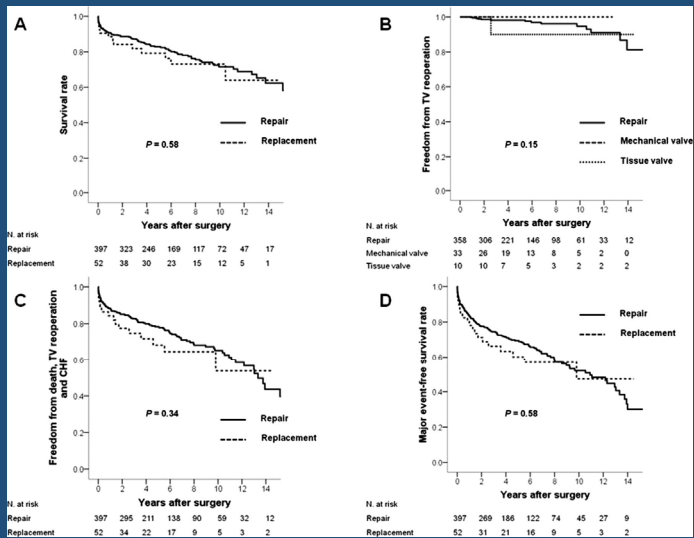 A
Survival rate
1.0
0.8
0.6
0.4
0.2
0.0
P = 0.58
Repair
Replacement
0 2 4 6 8 10 12 14
Years after surgery
N. at risk
Repair 397 323 246 169 117 72 47 17
Replacement 52 38 30 23 15 12 5 1
B
Freedom from TV reoperation
1.0
0.8
0.6
0.4
0.2
0.0
P = 0.15
Repair
Mechanical valve
Tissue valve
0 2 4 6 8 10 12 14
Years after surgery
N. at risk
Repair 358 306 221 146 98 61 33 12
Mechanical valve 33 26 19 13 8 5 2 0
Tissue valve 10 10 7 5 3 2 2 2
C
Freedom from death, TV reoperation
and CHF
1.0
0.8
0.6
0.4
0.2
0.0
P = 0.34
Repair
Replacement
0 2 4 6 8 10 12 14
Years after surgery
N. at risk
Repair 397 295 211 138 90 59 32 12
Replacement 52 34 22 17 9 5 3 2
D
Major event-free survival rate
1.0
0.8
0.6
0.4
0.2
0.0
Repair
Replacement
P = 0.58
0 2 4 6 8 10 12 14
Years after surgery
N. at risk
Repair 397 269 186 122 74 45 27 9
Replacement 52 31 21 16 9 5 3 2